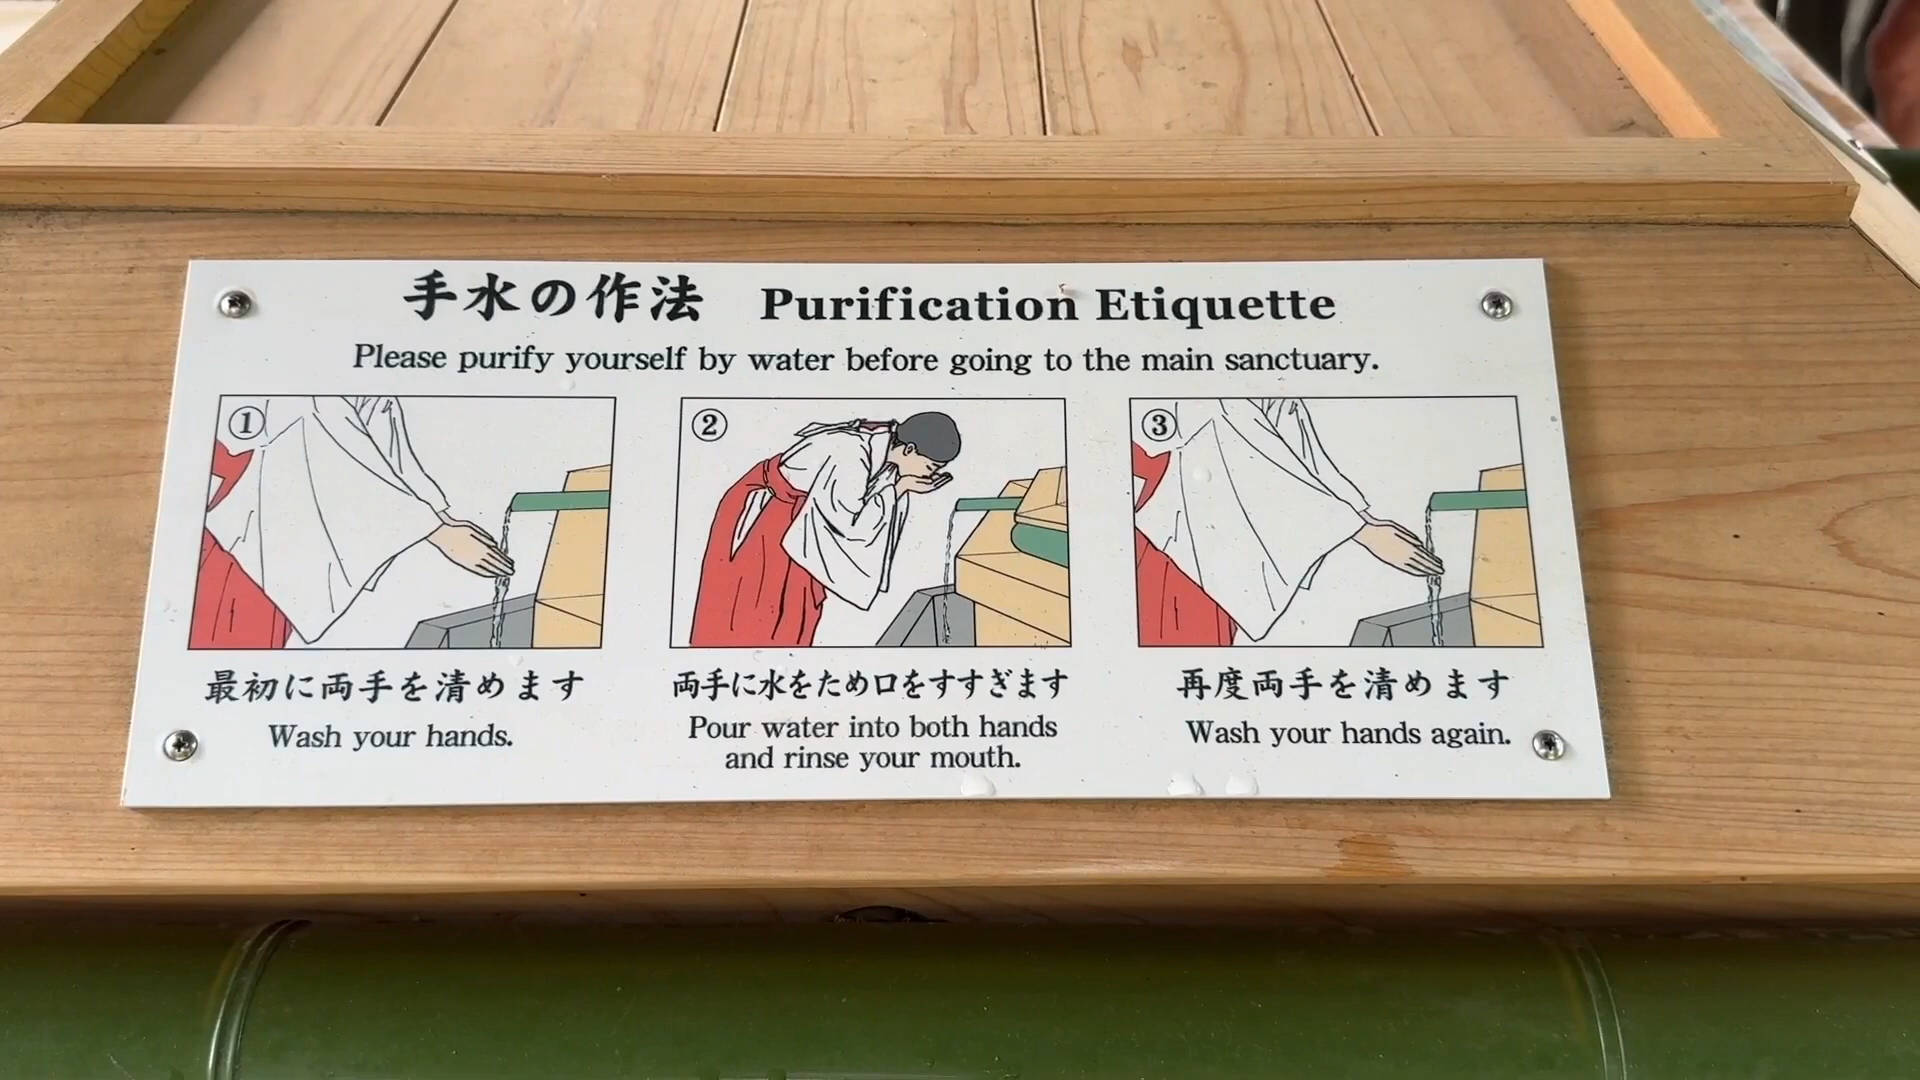 手水の作法 Purification Etiquette
Please purify yourself by water before going to the main sanctuary.
①
②
③
最初に両手を清めます
Wash your hands.
両手に水をため口をすすぎます
Pour water into both hands
and rinse your mouth.
再度両手を清めます
Wash your hands again.